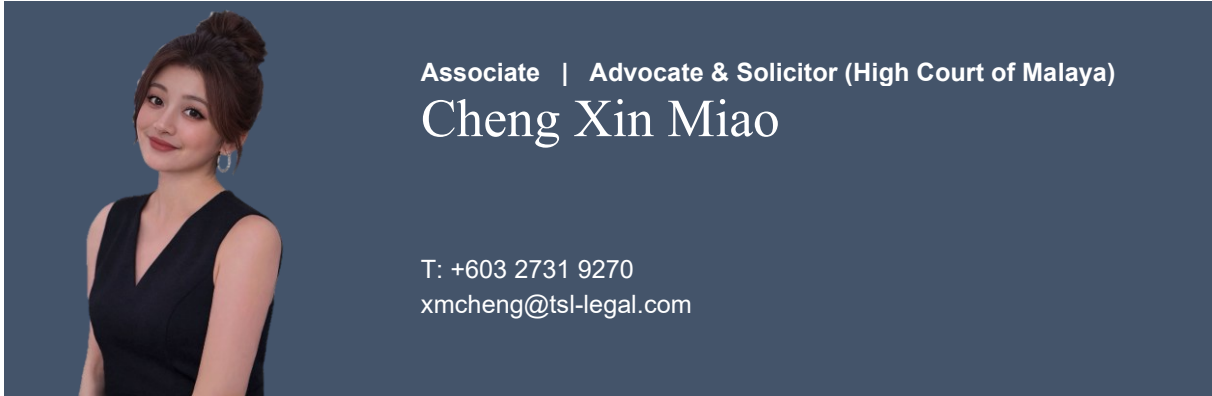 Associate | Advocate & Solicitor (High Court of Malaya)
Cheng Xin Miao
T: +603 2731 9270
xmcheng@tsl-legal.com